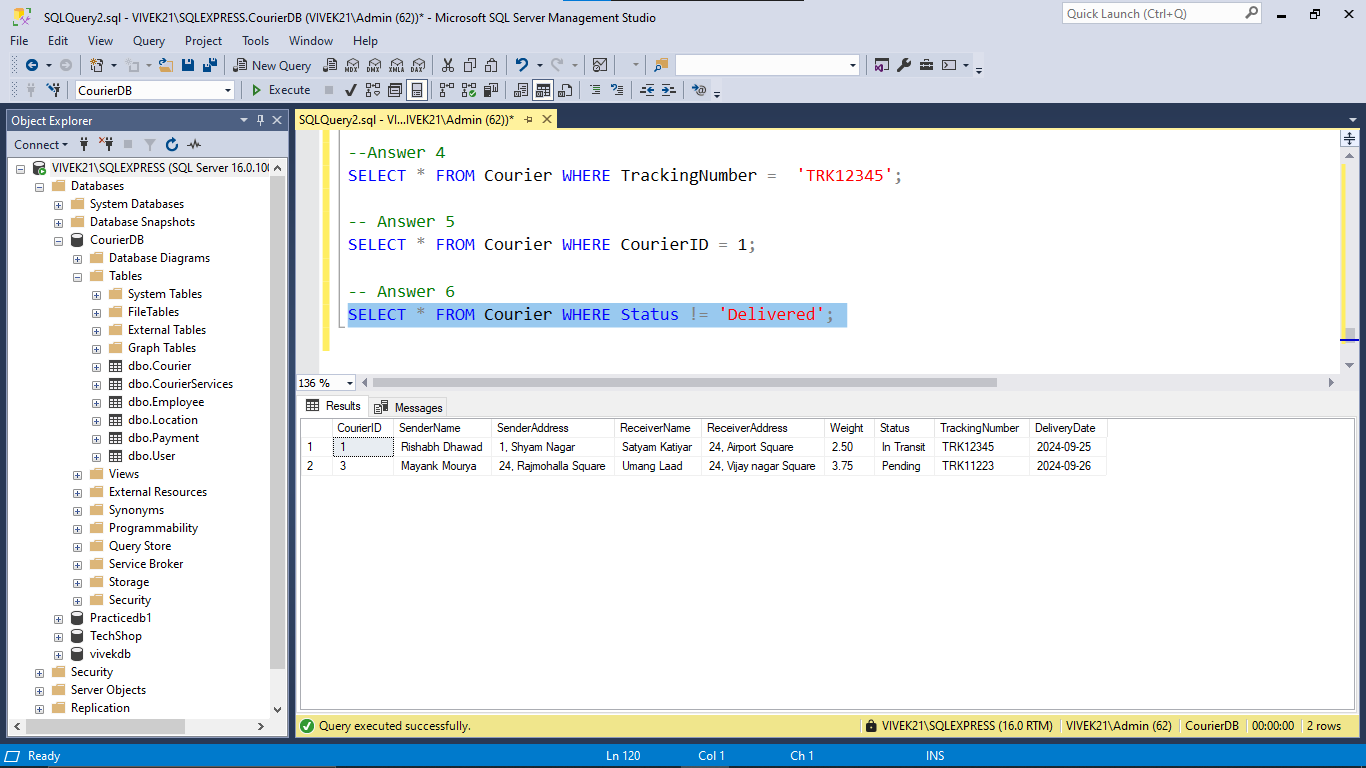 SQLQuery2.sql - VIVEK21\SQLEXPRESS.CourierDB (VIVEK21\Admin (62))* - Microsoft SQL Server Management Studio
Quick Launch (Ctrl+Q)
File Edit View Query Project Tools Window Help
New Query MDX DMX XMLA DAX
CourierDB Execute
Object Explorer
Connect
VIVEK21\SQLEXPRESS (SQL Server 16.0.100
Databases
System Databases
Database Snapshots
CourierDB
Database Diagrams
Tables
System Tables
FileTables
External Tables
Graph Tables
dbo.Courier
dbo.CourierServices
dbo.Employee
dbo.Location
dbo.Payment
dbo.User
Views
External Resources
Synonyms
Programmability
Query Store
Service Broker
Storage
Security
Practicedb1
TechShop
vivekdb
Security
Server Objects
Replication
SQLQuery2.sql - VI...IVEK21\Admin (62))*
--Answer 4
SELECT * FROM Courier WHERE TrackingNumber =  'TRK12345';
-- Answer 5
SELECT * FROM Courier WHERE CourierID = 1;
-- Answer 6
SELECT * FROM Courier WHERE Status != 'Delivered';
136 %
Results Messages
CourierID SenderName SenderAddress ReceiverName ReceiverAddress Weight Status TrackingNumber DeliveryDate
1 1 Rishabh Dhawad 1, Shyam Nagar Satyam Katiyar 24, Airport Square 2.50 In Transit TRK12345 2024-09-25
2 3 Mayank Mourya 24, Rajmohalla Square Umang Laad 24, Vijay nagar Square 3.75 Pending TRK11223 2024-09-26
Query executed successfully. VIVEK21\SQLEXPRESS (16.0 RTM) VIVEK21\Admin (62) CourierDB 00:00:00 2 rows
Ready Ln 120 Col 1 Ch 1 INS